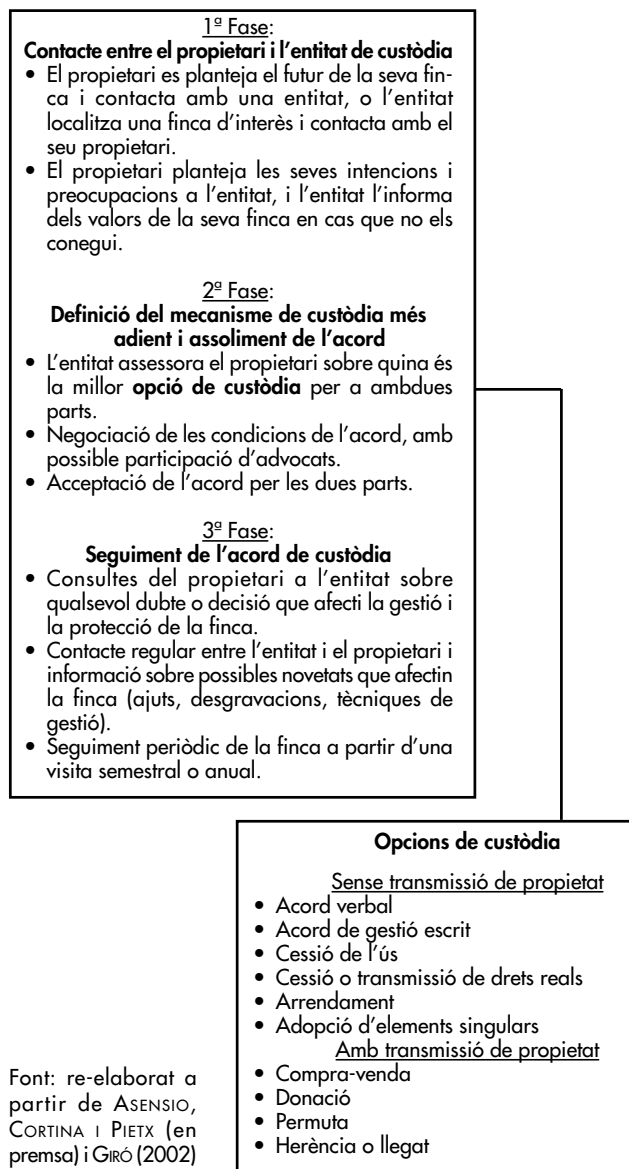 1ª Fase:
Contacte entre el propietari i l'entitat de custòdia
• El propietari es planteja el futur de la seva fin-
ca i contacta amb una entitat, o l'entitat
localitza una finca d'interès i contacta amb el
seu propietari.
• El propietari planteja les seves intencions i
preocupacions a l'entitat, i l'entitat l'informa
dels valors de la seva finca en cas que no els
conegui.
2ª Fase:
Definició del mecanisme de custòdia més
adient i assoliment de l'acord
• L'entitat assessora el propietari sobre quina és
la millor opció de custòdia per a ambdues
parts.
• Negociació de les condicions de l'acord, amb
possible participació d'advocats.
• Acceptació de l'acord per les dues parts.
3ª Fase:
Seguiment de l'acord de custòdia
• Consultes del propietari a l'entitat sobre
qualsevol dubte o decisió que afecti la gestió i
la protecció de la finca.
• Contacte regular entre l'entitat i el propietari i
informació sobre possibles novetats que afectin
la finca (ajuts, desgravacions, tècniques de
gestió).
• Seguiment periòdic de la finca a partir d'una
visita semestral o anual.
Opcions de custòdia
Sense transmissió de propietat
• Acord verbal
• Acord de gestió escrit
• Cessió de l'ús
• Cessió o transmissió de drets reals
• Arrendament
• Adopció d'elements singulars
Amb transmissió de propietat
• Compra-venda
• Donació
• Permuta
• Herència o llegat
Font: re-elaborat a
partir de ASENSIO,
CORTINA I PIETX (en
premsa) i GIRÓ (2002)